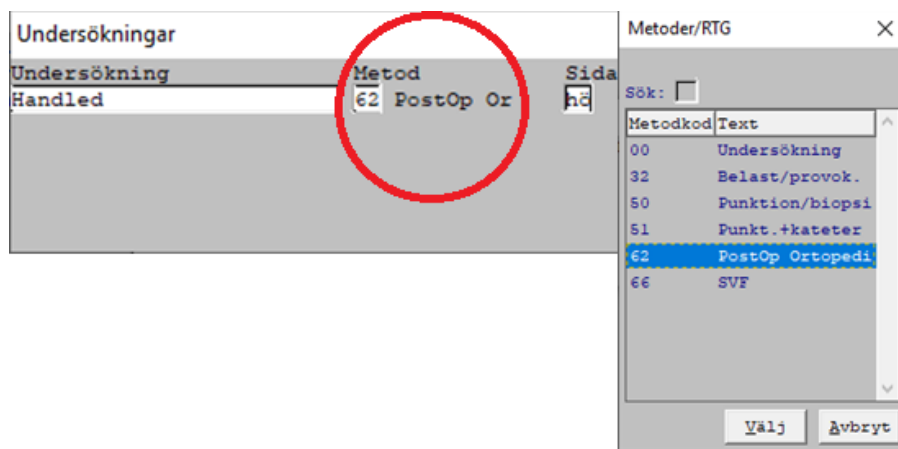 Undersökningar
Undersökning Metod Sida
Handled 62 PostOp Or hö
Metoder/RTG
Sök:
Metodkod Text
00 Undersökning
32 Belast/provok.
50 Punktion/biopsi
51 Punkt.+kateter
62 PostOp Ortopedi
66 SVF
Välj Avbryt